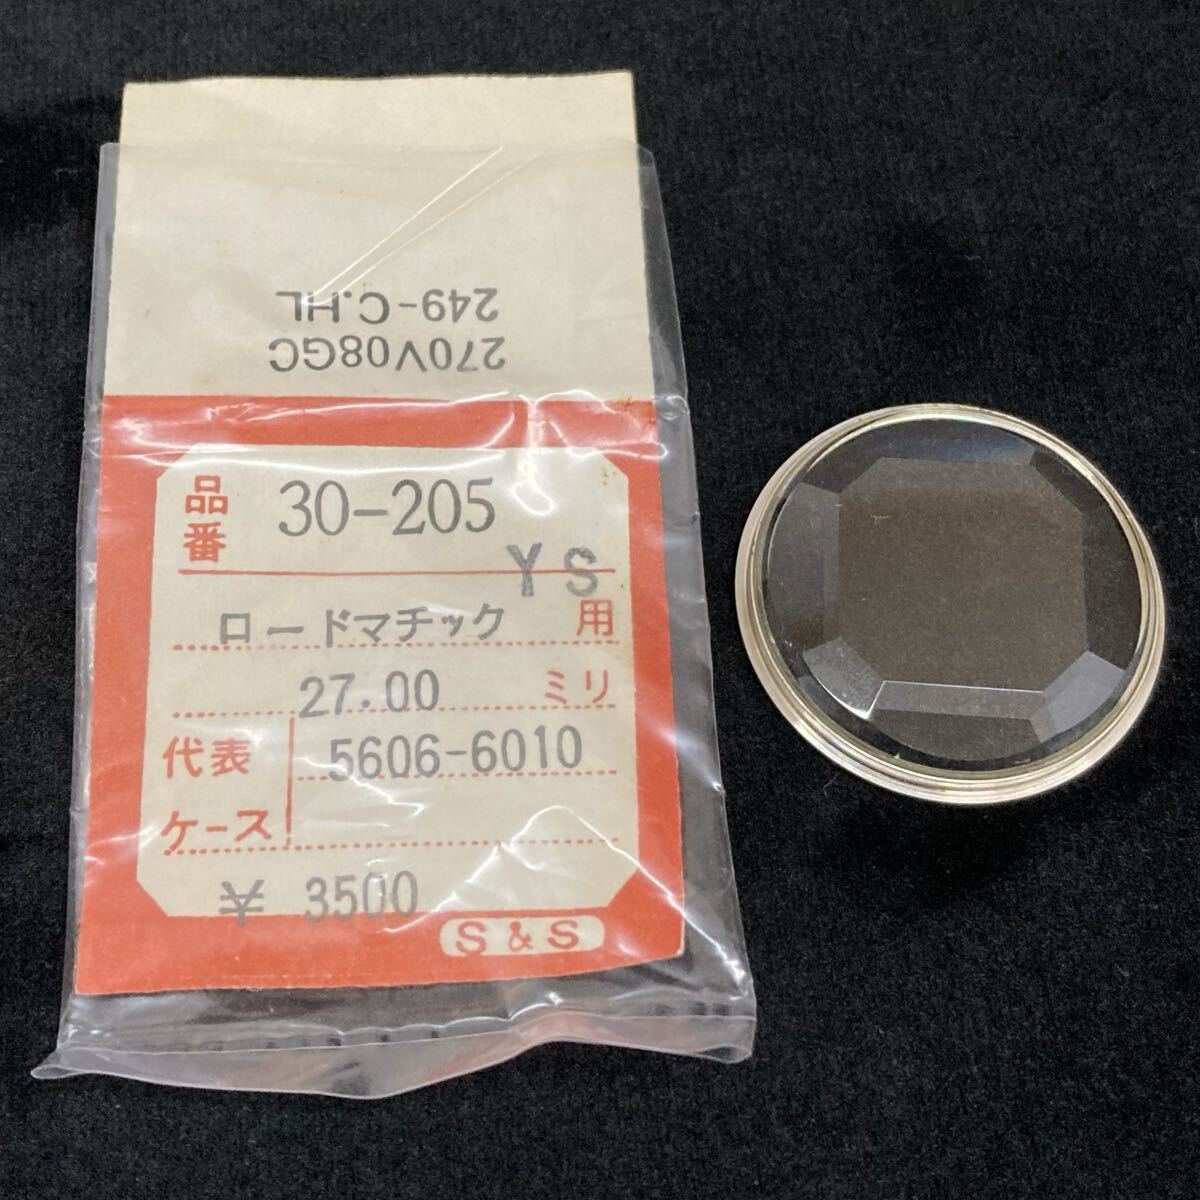 249-C.HL
270V08GC
品番 30-205
YS
ロードマチック 用
27.00 ミリ
代表ケース 5606-6010
¥ 3500
S & S